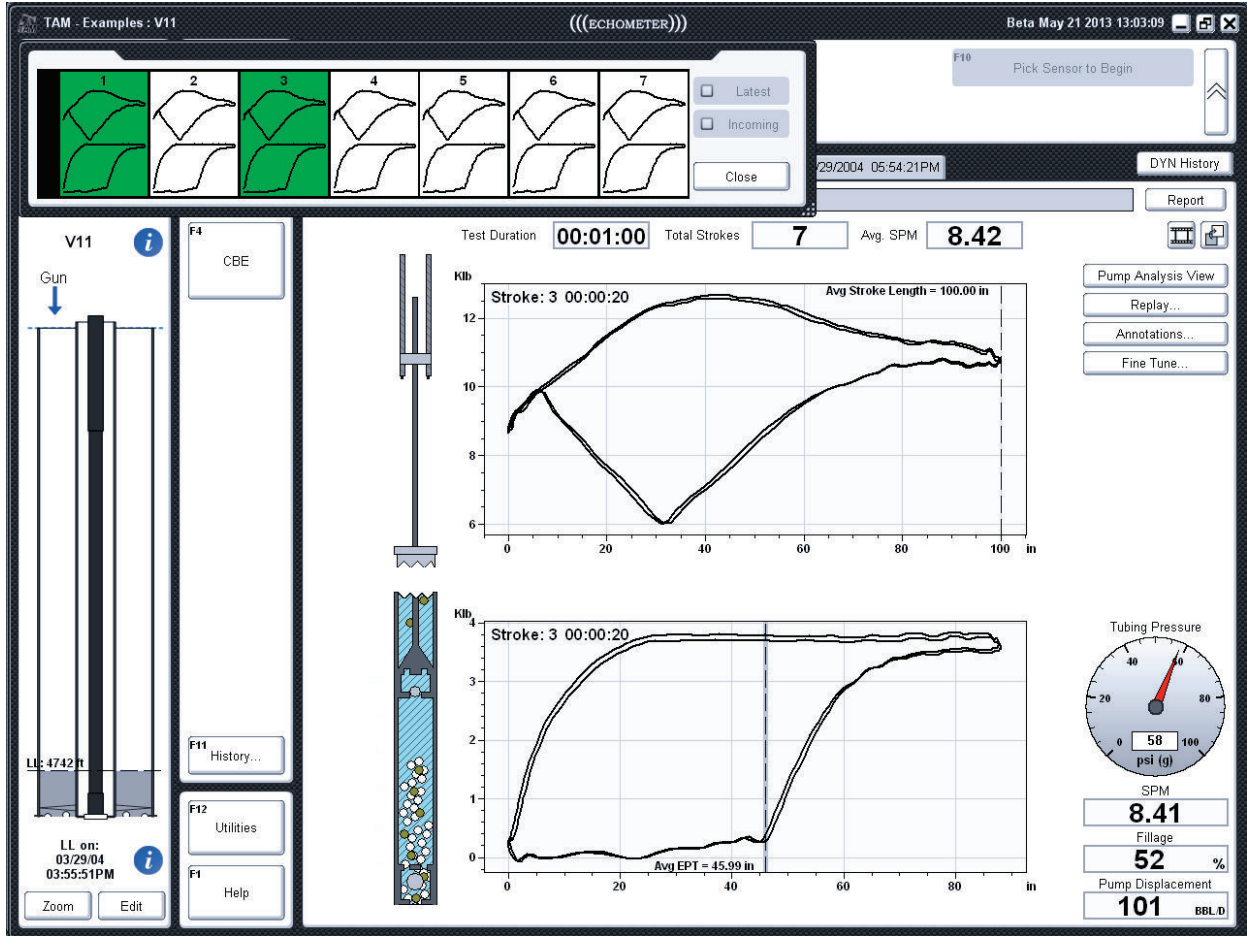 TAM - Examples : V11
(((ECHOMETER)))
Beta May 21 2013 13:03:09
1 2 3 4 5 6 7
Latest
Incoming
Close
F10
Pick Sensor to Begin
/29/2004 05:54:21PM
DYN History
Report
V11
Gun
LL: 4742 ft
LL on:
03/29/04
03:55:51PM
Zoom
Edit
F4
CBE
F11
History...
F12
Utilities
F1
Help
Test Duration 00:01:00 Total Strokes 7 Avg. SPM 8.42
Klb
Stroke: 3 00:00:20
Avg Stroke Length = 100.00 in
12
10
8
6
0 20 40 60 80 100 in
Klb
Stroke: 3 00:00:20
4
3
2
1
0
Avg EPT = 45.99 in
0 20 40 60 80 in
Pump Analysis View
Replay...
Annotations...
Fine Tune...
Tubing Pressure
40 60
20 80
0 58 100
psi (g)
SPM
8.41
Fillage
52 %
Pump Displacement
101 BBL/D